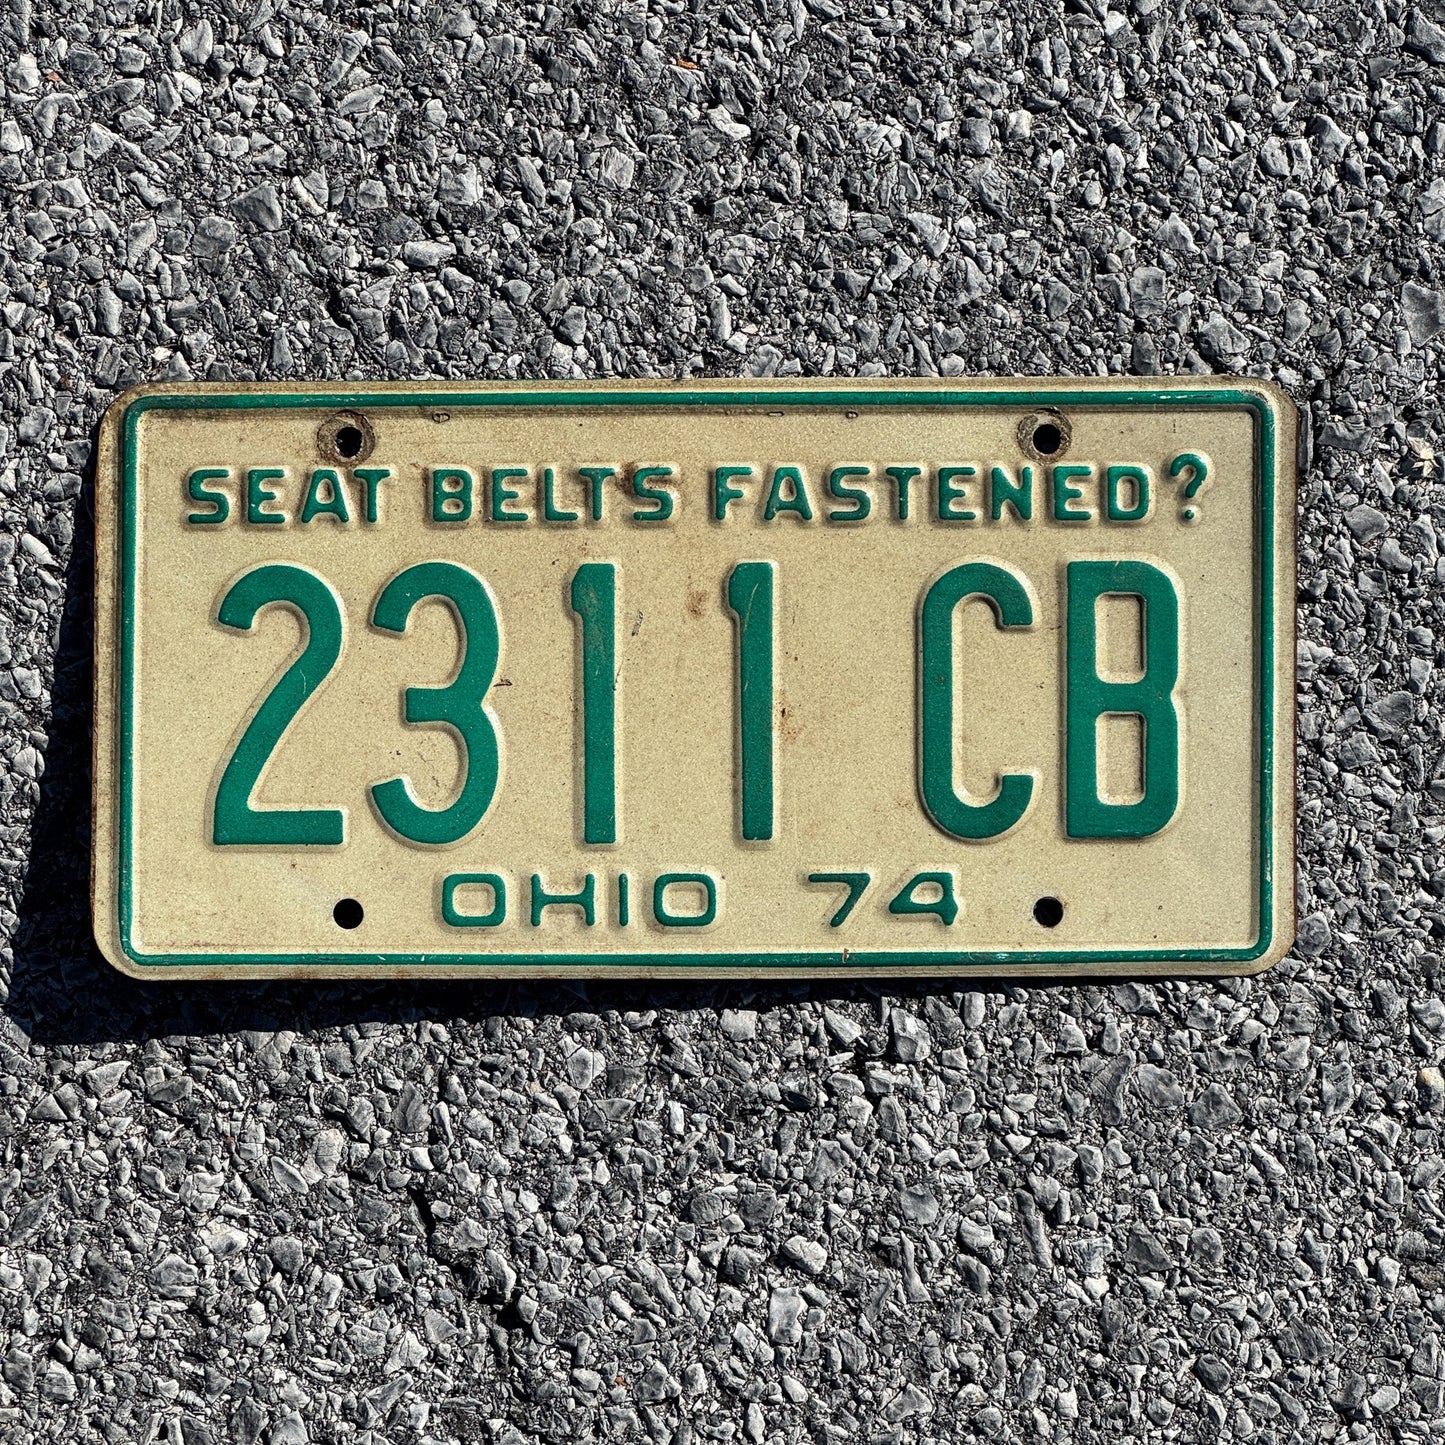 SEAT BELTS FASTENED?
2311 CB
OHIO 74